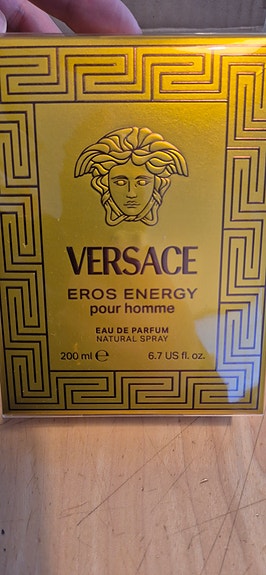 VERSACE
EROS ENERGY
pour homme
EAU DE PARFUM
NATURAL SPRAY
200 ml ℮ 6.7 US fl. oz.